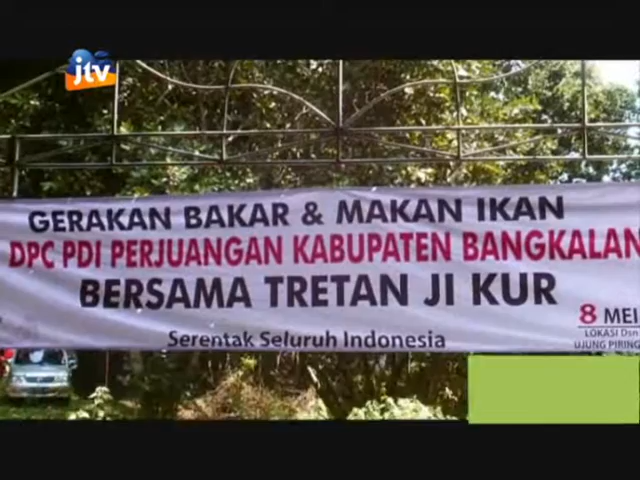 jtv
GERAKAN BAKAR & MAKAN IKAN
DPC PDI PERJUANGAN KABUPATEN BANGKALAN
BERSAMA TRETAN JI KUR
Serentak Seluruh Indonesia
8 MEI
LOKASI Dsn
UJUNG PIRING